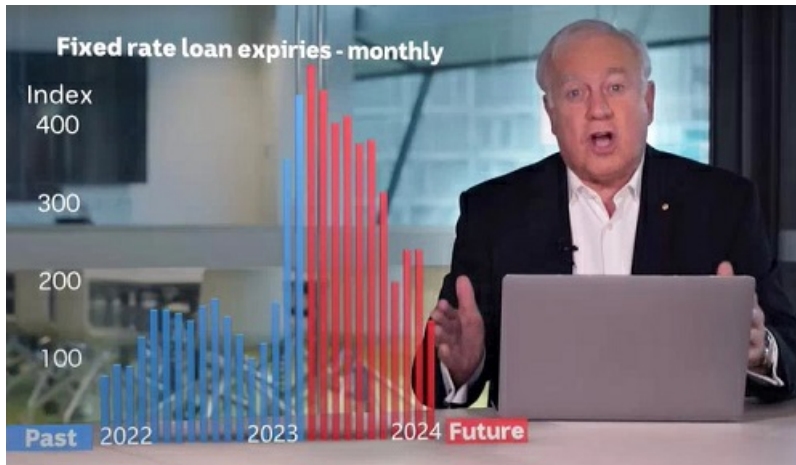 Fixed rate loan expiries - monthly
Index
400
300
200
100
Past 2022 2023 2024 Future